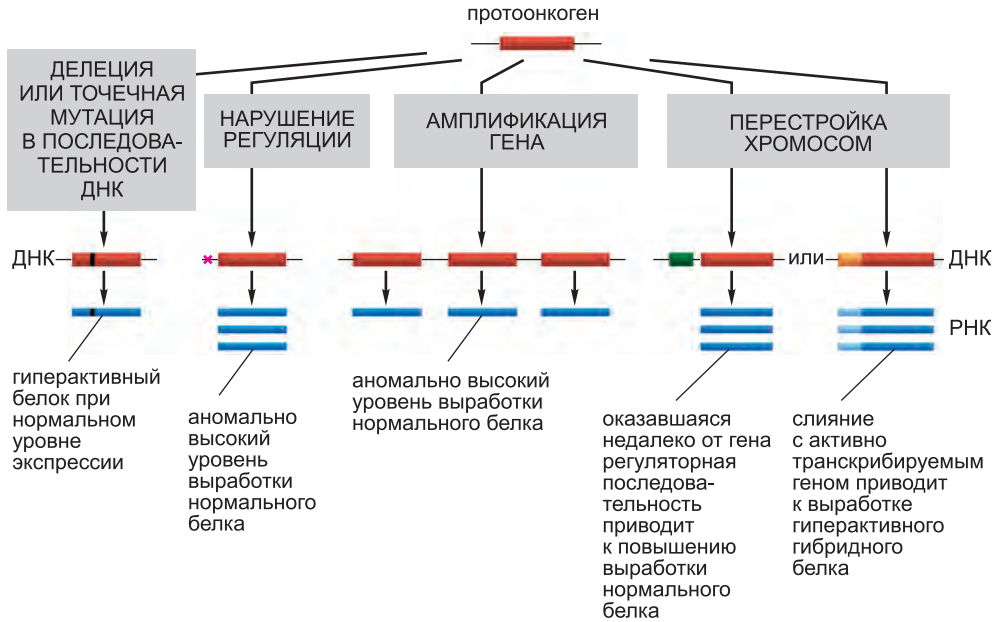 протоонкоген
ДЕЛЕЦИЯ
ИЛИ ТОЧЕЧНАЯ
МУТАЦИЯ
В ПОСЛЕДОВА-
ТЕЛЬНОСТИ
ДНК
НАРУШЕНИЕ
РЕГУЛЯЦИИ
АМПЛИФИКАЦИЯ
ГЕНА
ПЕРЕСТРОЙКА
ХРОМОСОМ
ДНК
или
ДНК
РНК
гиперактивный
белок при
нормальном
уровне
экспрессии
аномально
высокий
уровень
выработки
нормального
белка
аномально высокий
уровень выработки
нормального белка
оказавшаяся
недалеко от гена
регуляторная
последова-
тельность
приводит
к повышению
выработки
нормального
белка
слияние
с активно
транскрибируемым
геном приводит
к выработке
гиперактивного
гибридного
белка